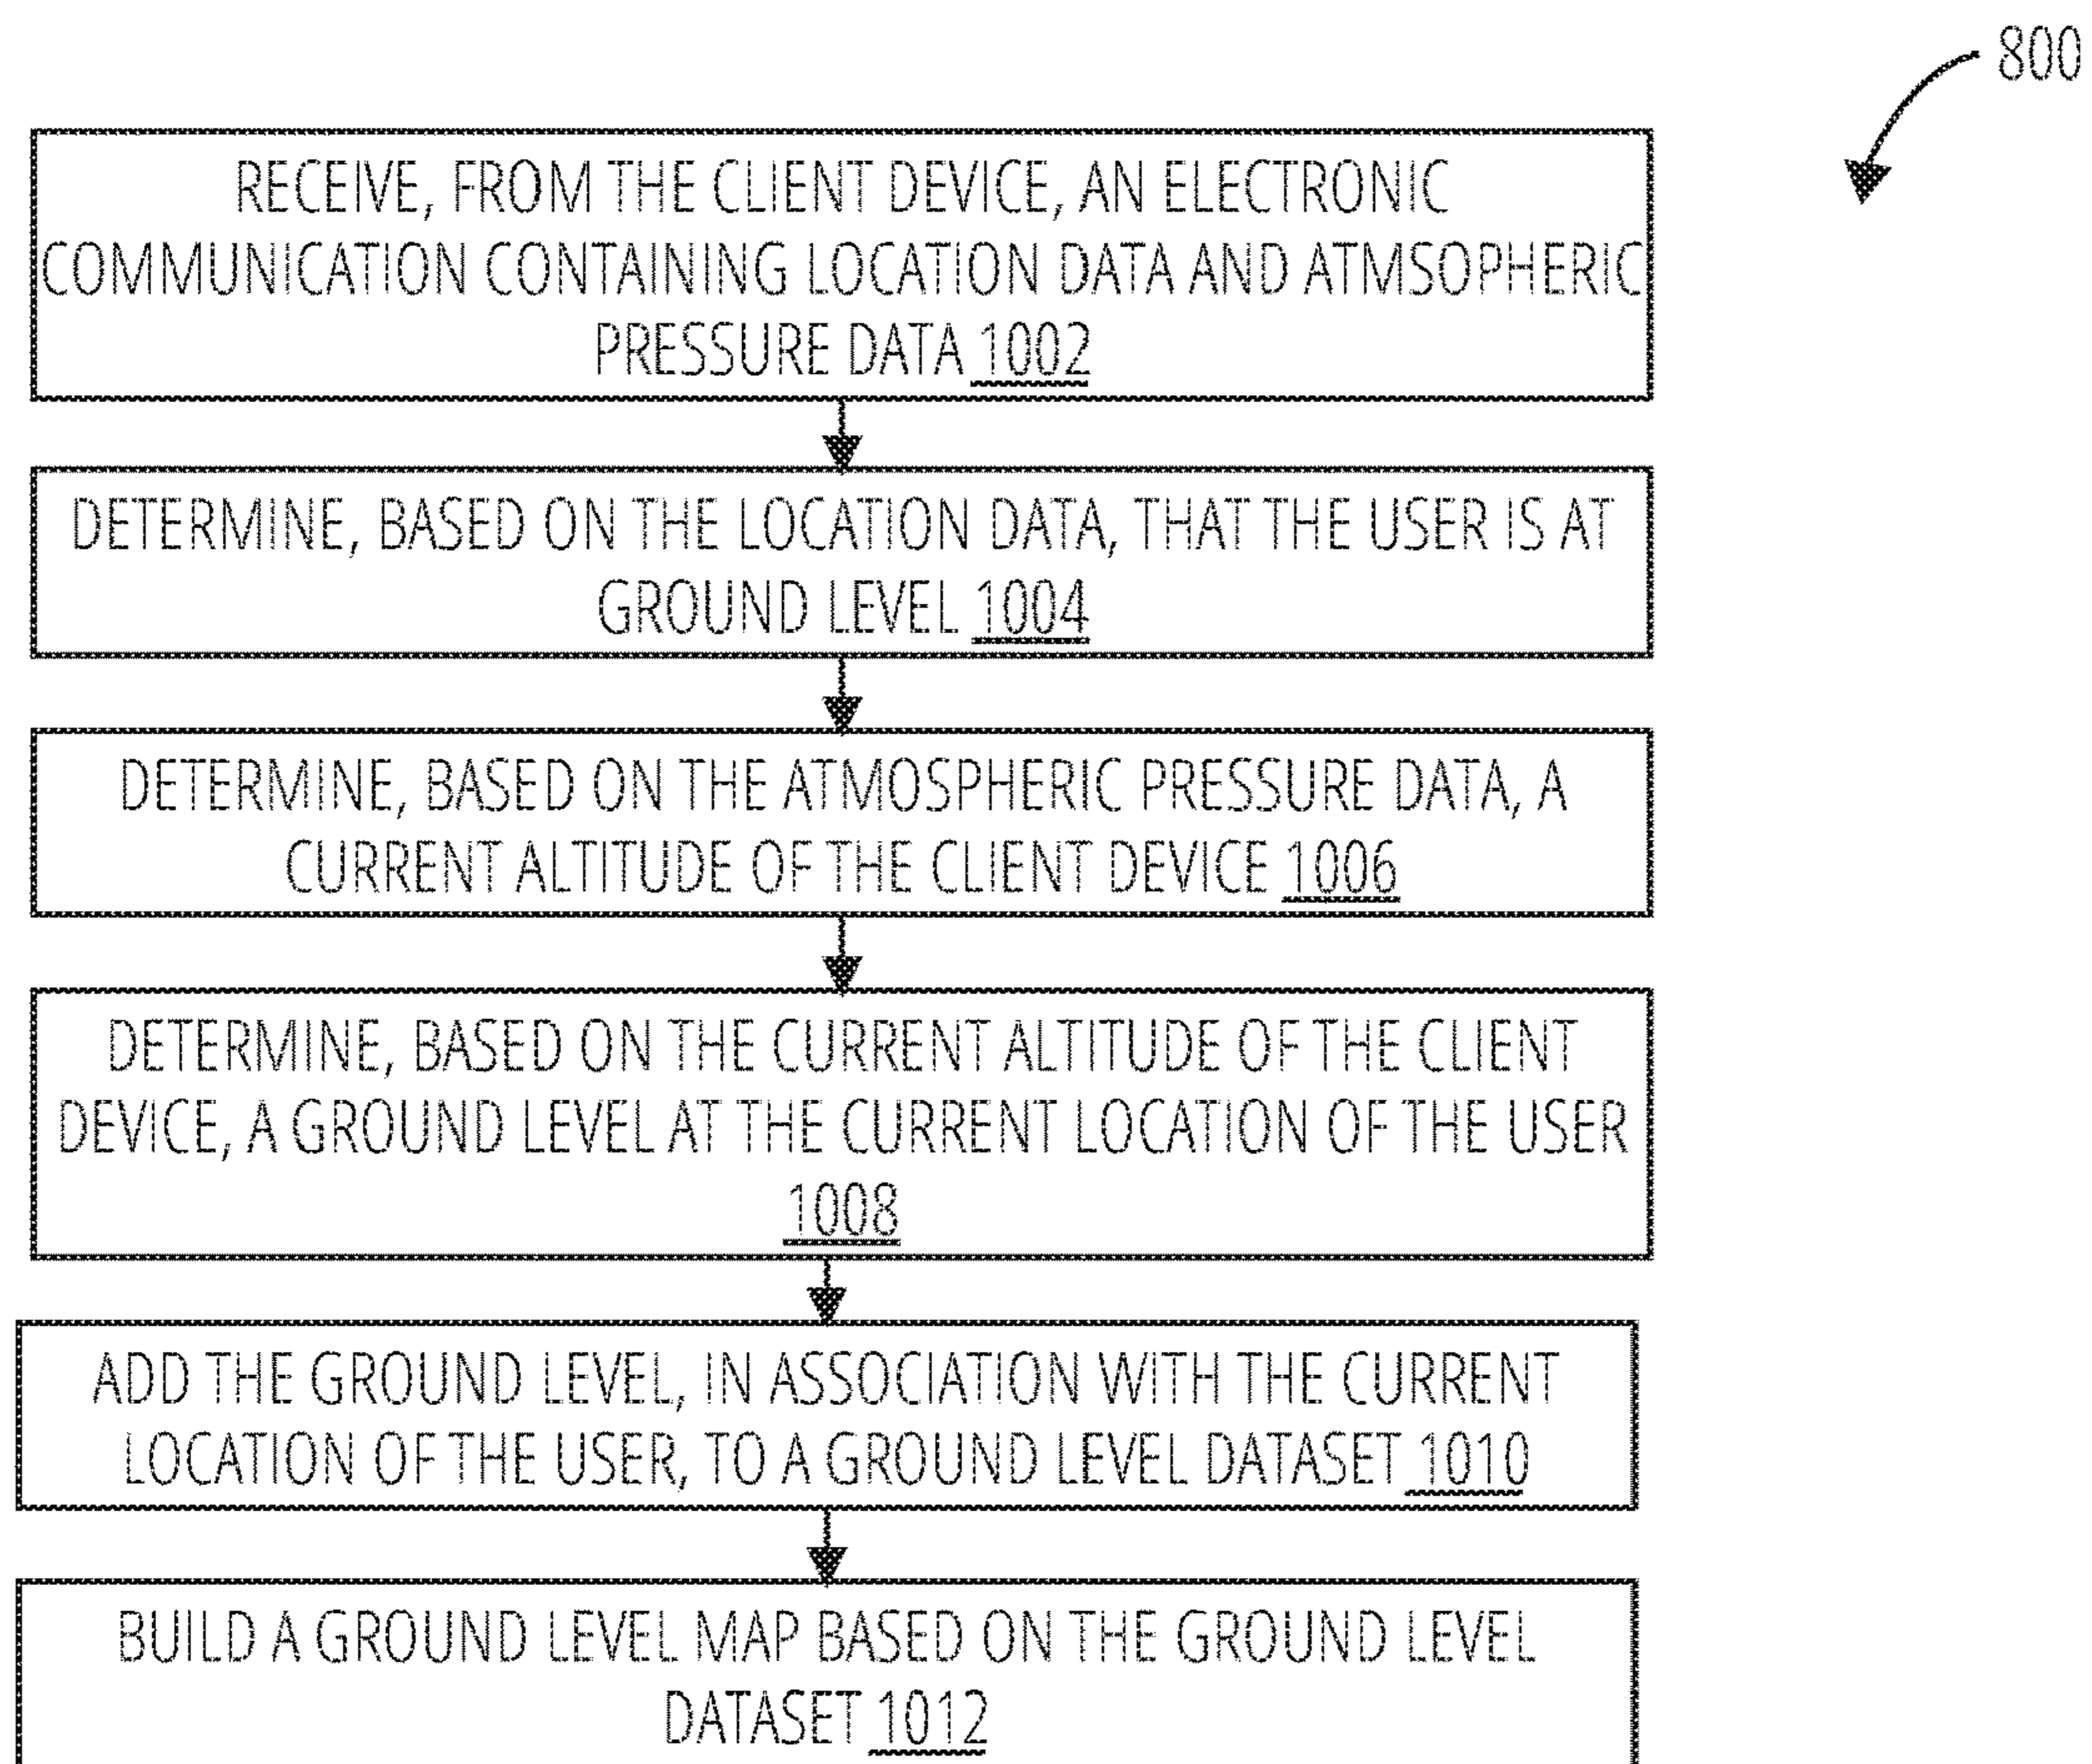 800
RECEIVE, FROM THE CLIENT DEVICE, AN ELECTRONIC
COMMUNICATION CONTAINING LOCATION DATA AND ATMSOPHERIC
PRESSURE DATA 1002
DETERMINE, BASED ON THE LOCATION DATA, THAT THE USER IS AT
GROUND LEVEL 1004
DETERMINE, BASED ON THE ATMOSPHERIC PRESSURE DATA, A
CURRENT ALTITUDE OF THE CLIENT DEVICE 1006
DETERMINE, BASED ON THE CURRENT ALTITUDE OF THE CLIENT
DEVICE, A GROUND LEVEL AT THE CURRENT LOCATION OF THE USER
1008
ADD THE GROUND LEVEL, IN ASSOCIATION WITH THE CURRENT
LOCATION OF THE USER, TO A GROUND LEVEL DATASET 1010
BUILD A GROUND LEVEL MAP BASED ON THE GROUND LEVEL
DATASET 1012